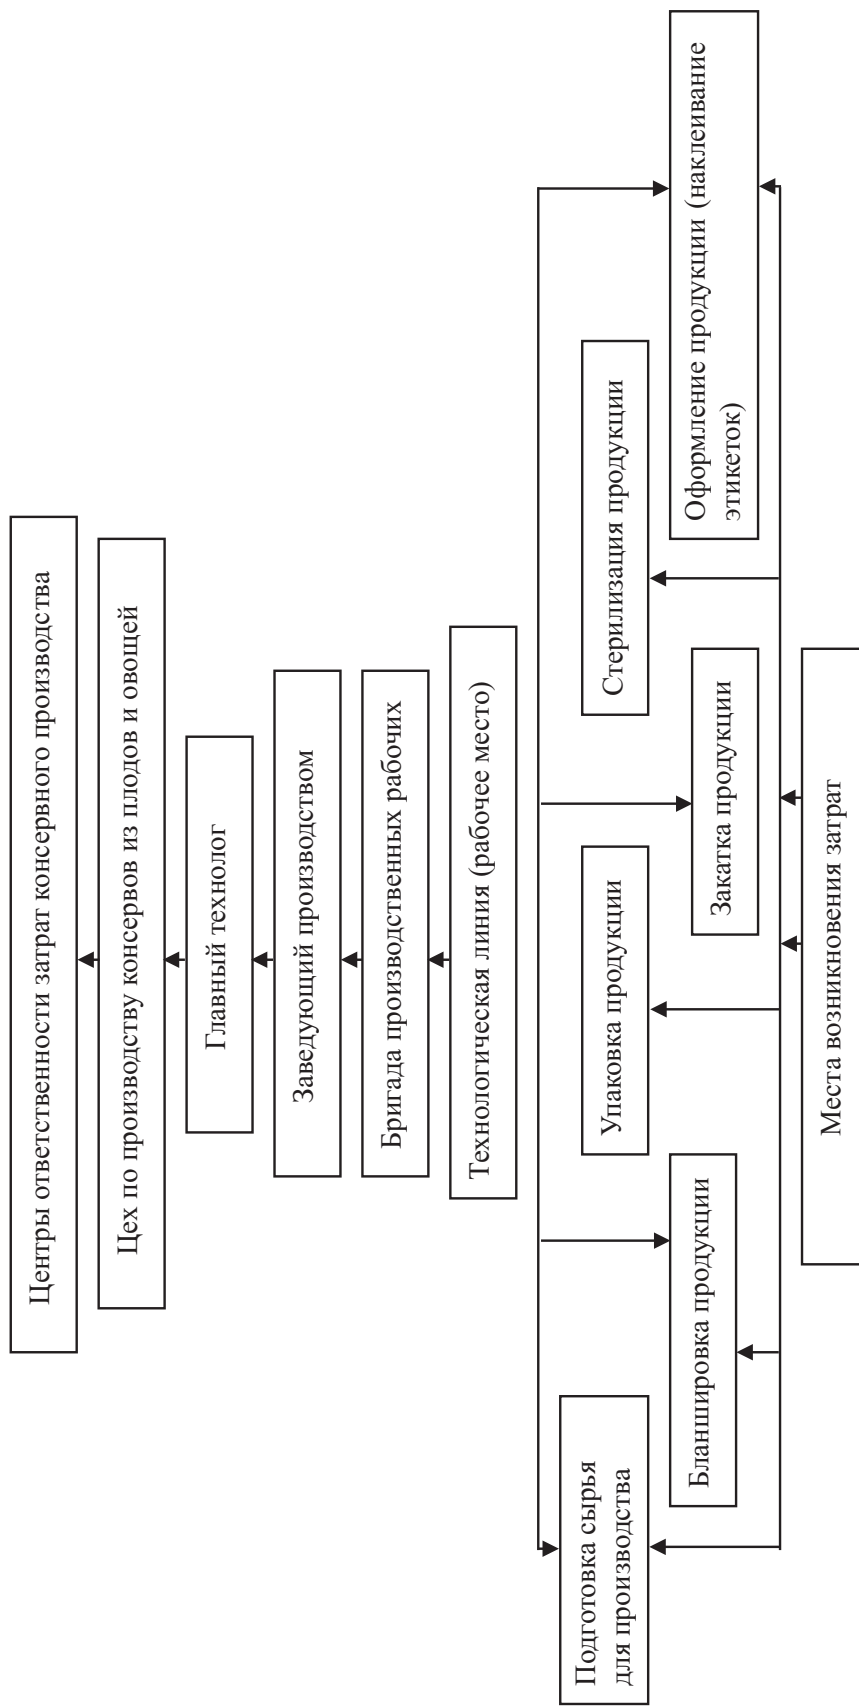 Центры ответственности затрат консервного производства
Цех по производству консервов из плодов и овощей
Главный технолог
Заведующий производством
Бригада производственных рабочих
Технологическая линия (рабочее место)
Подготовка сырья
для производства
Бланшировка продукции
Упаковка продукции
Закатка продукции
Стерилизация продукции
Оформление продукции (наклеивание
этикеток)
Места возникновения затрат